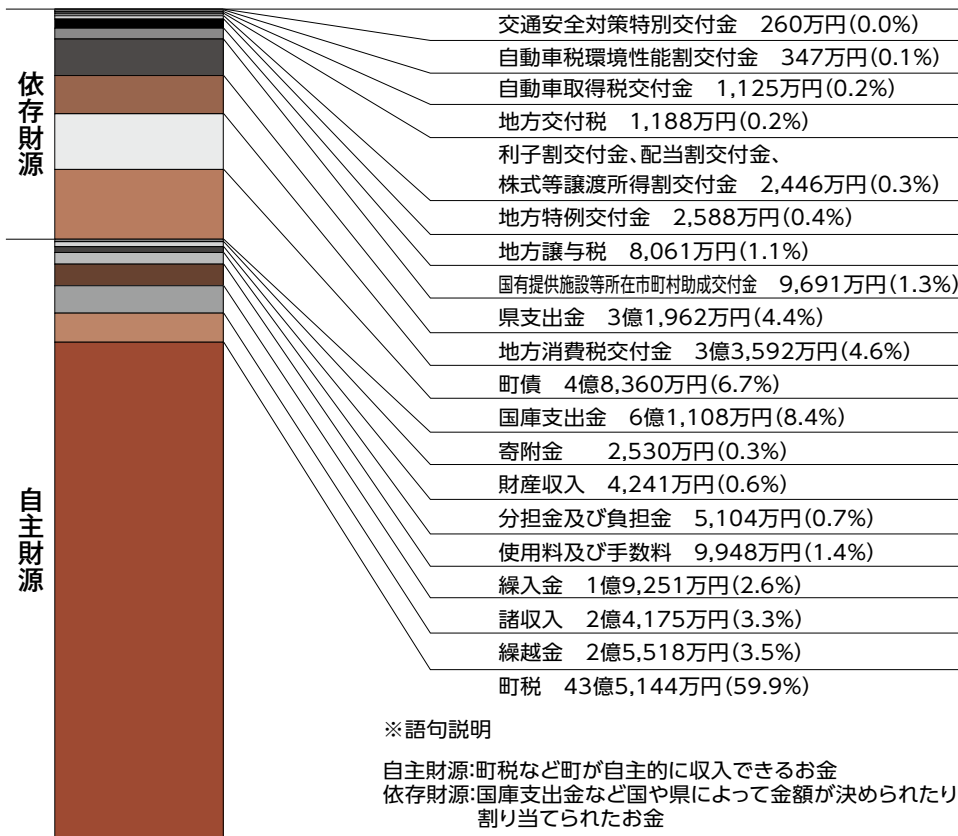 依存財源
交通安全対策特別交付金 260万円(0.0%)
自動車税環境性能割交付金 347万円(0.1%)
自動車取得税交付金 1,125万円(0.2%)
地方交付税 1,188万円(0.2%)
利子割交付金、配当割交付金、
株式等譲渡所得割交付金 2,446万円(0.3%)
地方特例交付金 2,588万円(0.4%)
地方譲与税 8,061万円(1.1%)
国有提供施設等所在市町村助成交付金 9,691万円(1.3%)
県支出金 3億1,962万円(4.4%)
地方消費税交付金 3億3,592万円(4.6%)
町債 4億8,360万円(6.7%)
国庫支出金 6億1,108万円(8.4%)
自主財源
寄附金 2,530万円(0.3%)
財産収入 4,241万円(0.6%)
分担金及び負担金 5,104万円(0.7%)
使用料及び手数料 9,948万円(1.4%)
繰入金 1億9,251万円(2.6%)
諸収入 2億4,175万円(3.3%)
繰越金 2億5,518万円(3.5%)
町税 43億5,144万円(59.9%)
※語句説明
自主財源:町税など町が自主的に収入できるお金
依存財源:国庫支出金など国や県によって金額が決められたり
割り当てられたお金